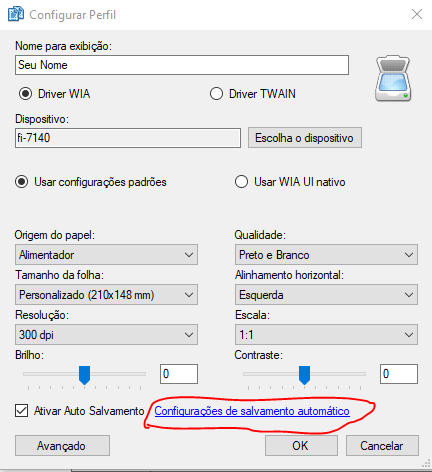 Configurar Perfil
Nome para exibição:
Seu Nome
Driver WIA
Driver TWAIN
Dispositivo:
fi-7140
Escolha o dispositivo
Usar configurações padrões
Usar WIA UI nativo
Origem do papel:
Qualidade:
Alimentador
Preto e Branco
Tamanho da folha:
Alinhamento horizontal:
Personalizado (210x148 mm)
Esquerda
Resolução:
Escala:
300 dpi
1:1
Brilho:
Contraste:
0
0
Ativar Auto Salvamento
Configurações de salvamento automático
Avançado
OK
Cancelar